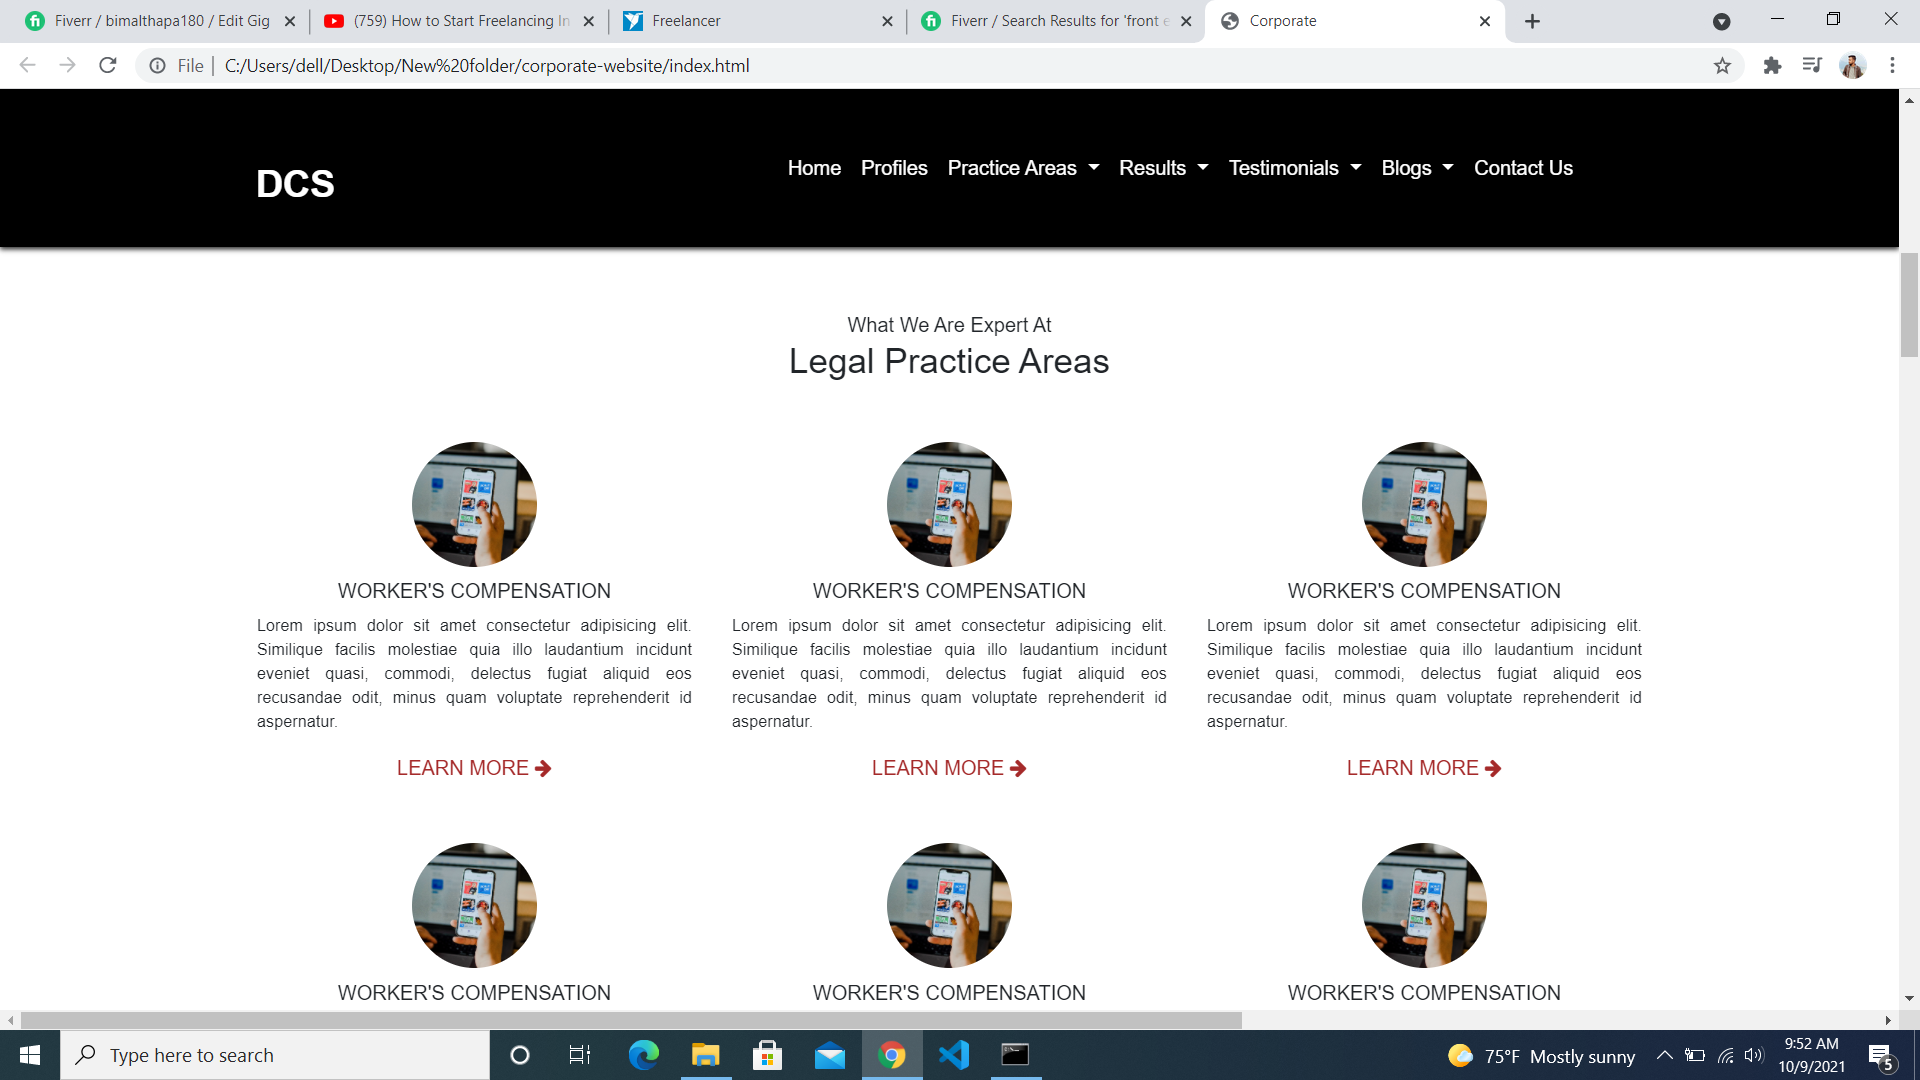 Fiverr / bimalthapa180 / Edit Gig
(759) How to Start Freelancing In
Freelancer
Fiverr / Search Results for 'front e
Corporate
File
C:/Users/dell/Desktop/New%20folder/corporate-website/index.html
DCS
Home
Profiles
Practice Areas
Results
Testimonials
Blogs
Contact Us
What We Are Expert At
Legal Practice Areas
WORKER'S COMPENSATION
Lorem ipsum dolor sit amet consectetur adipisicing elit.
Similique facilis molestiae quia illo laudantium incidunt
eveniet quasi, commodi, delectus fugiat aliquid eos
recusandae odit, minus quam voluptate reprehenderit id
aspernatur.
LEARN MORE
WORKER'S COMPENSATION
Lorem ipsum dolor sit amet consectetur adipisicing elit.
Similique facilis molestiae quia illo laudantium incidunt
eveniet quasi, commodi, delectus fugiat aliquid eos
recusandae odit, minus quam voluptate reprehenderit id
aspernatur.
LEARN MORE
WORKER'S COMPENSATION
Lorem ipsum dolor sit amet consectetur adipisicing elit.
Similique facilis molestiae quia illo laudantium incidunt
eveniet quasi, commodi, delectus fugiat aliquid eos
recusandae odit, minus quam voluptate reprehenderit id
aspernatur.
LEARN MORE
WORKER'S COMPENSATION
WORKER'S COMPENSATION
WORKER'S COMPENSATION
Type here to search
75°F Mostly sunny
9:52 AM
10/9/2021
5